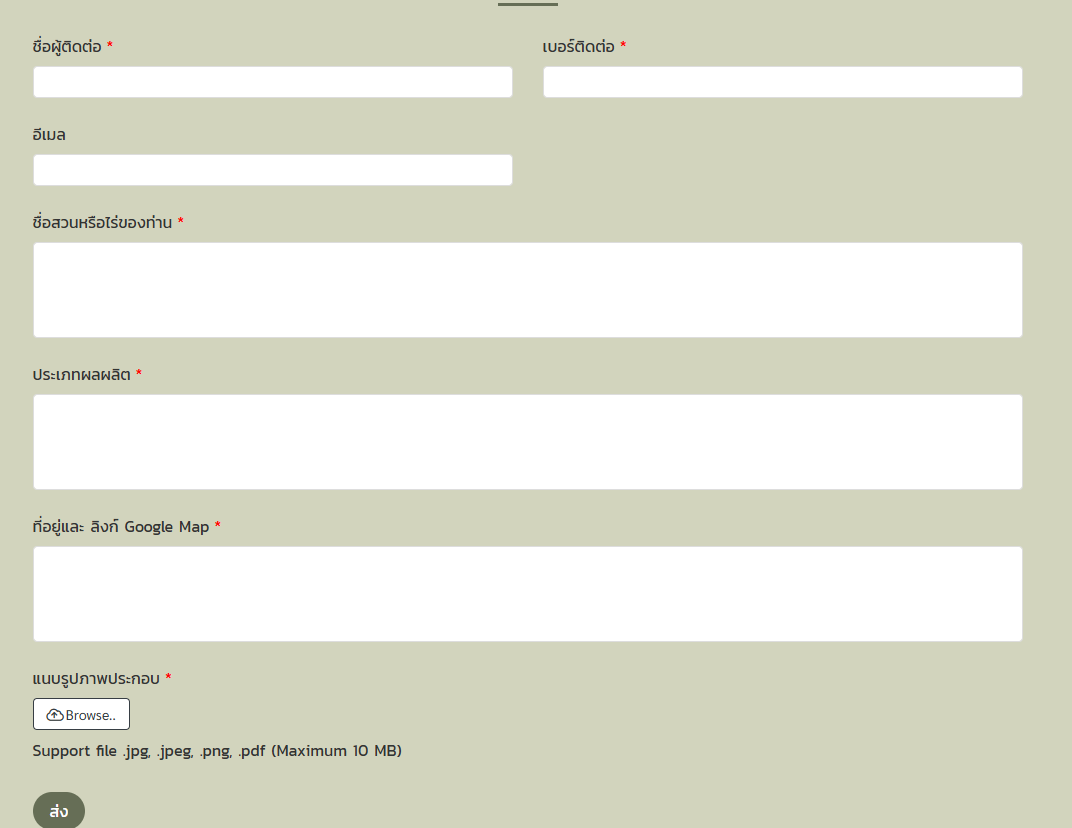 ชื่อผู้ติดต่อ * เบอร์ติดต่อ *
อีเมล
ชื่อสวนหรือไร่ของท่าน *
ประเภทผลผลิต *
ที่อยู่และ ลิงก์ Google Map *
แนบรูปภาพประกอบ *
Browse..
Support file .jpg, .jpeg, .png, .pdf (Maximum 10 MB)
ส่ง